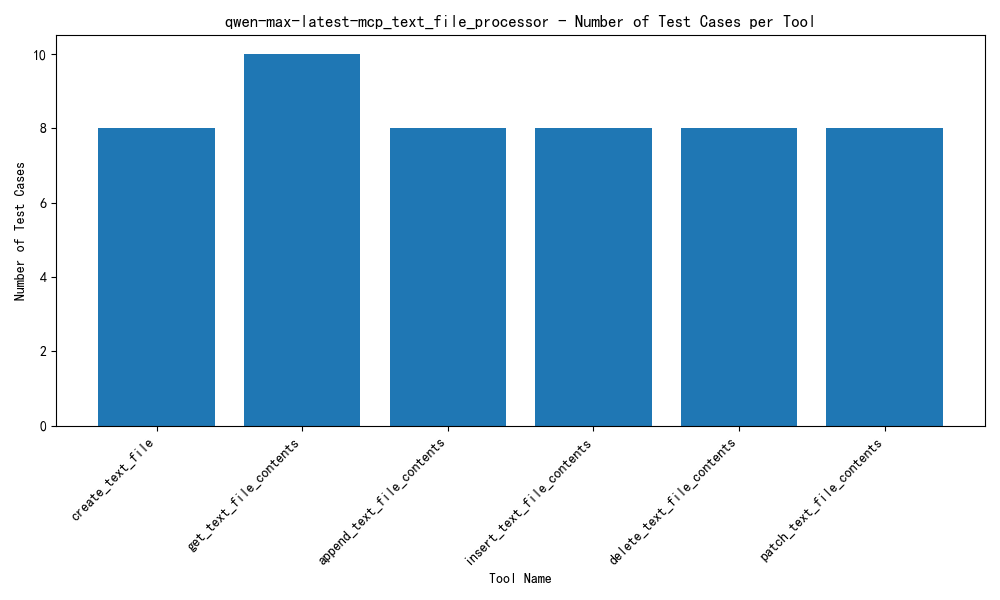 qwen-max-latest-mcp_text_file_processor - Number of Test Cases per Tool
Number of Test Cases
10
8
6
4
2
0
create_text_file
get_text_file_contents
append_text_file_contents
insert_text_file_contents
delete_text_file_contents
patch_text_file_contents
Tool Name